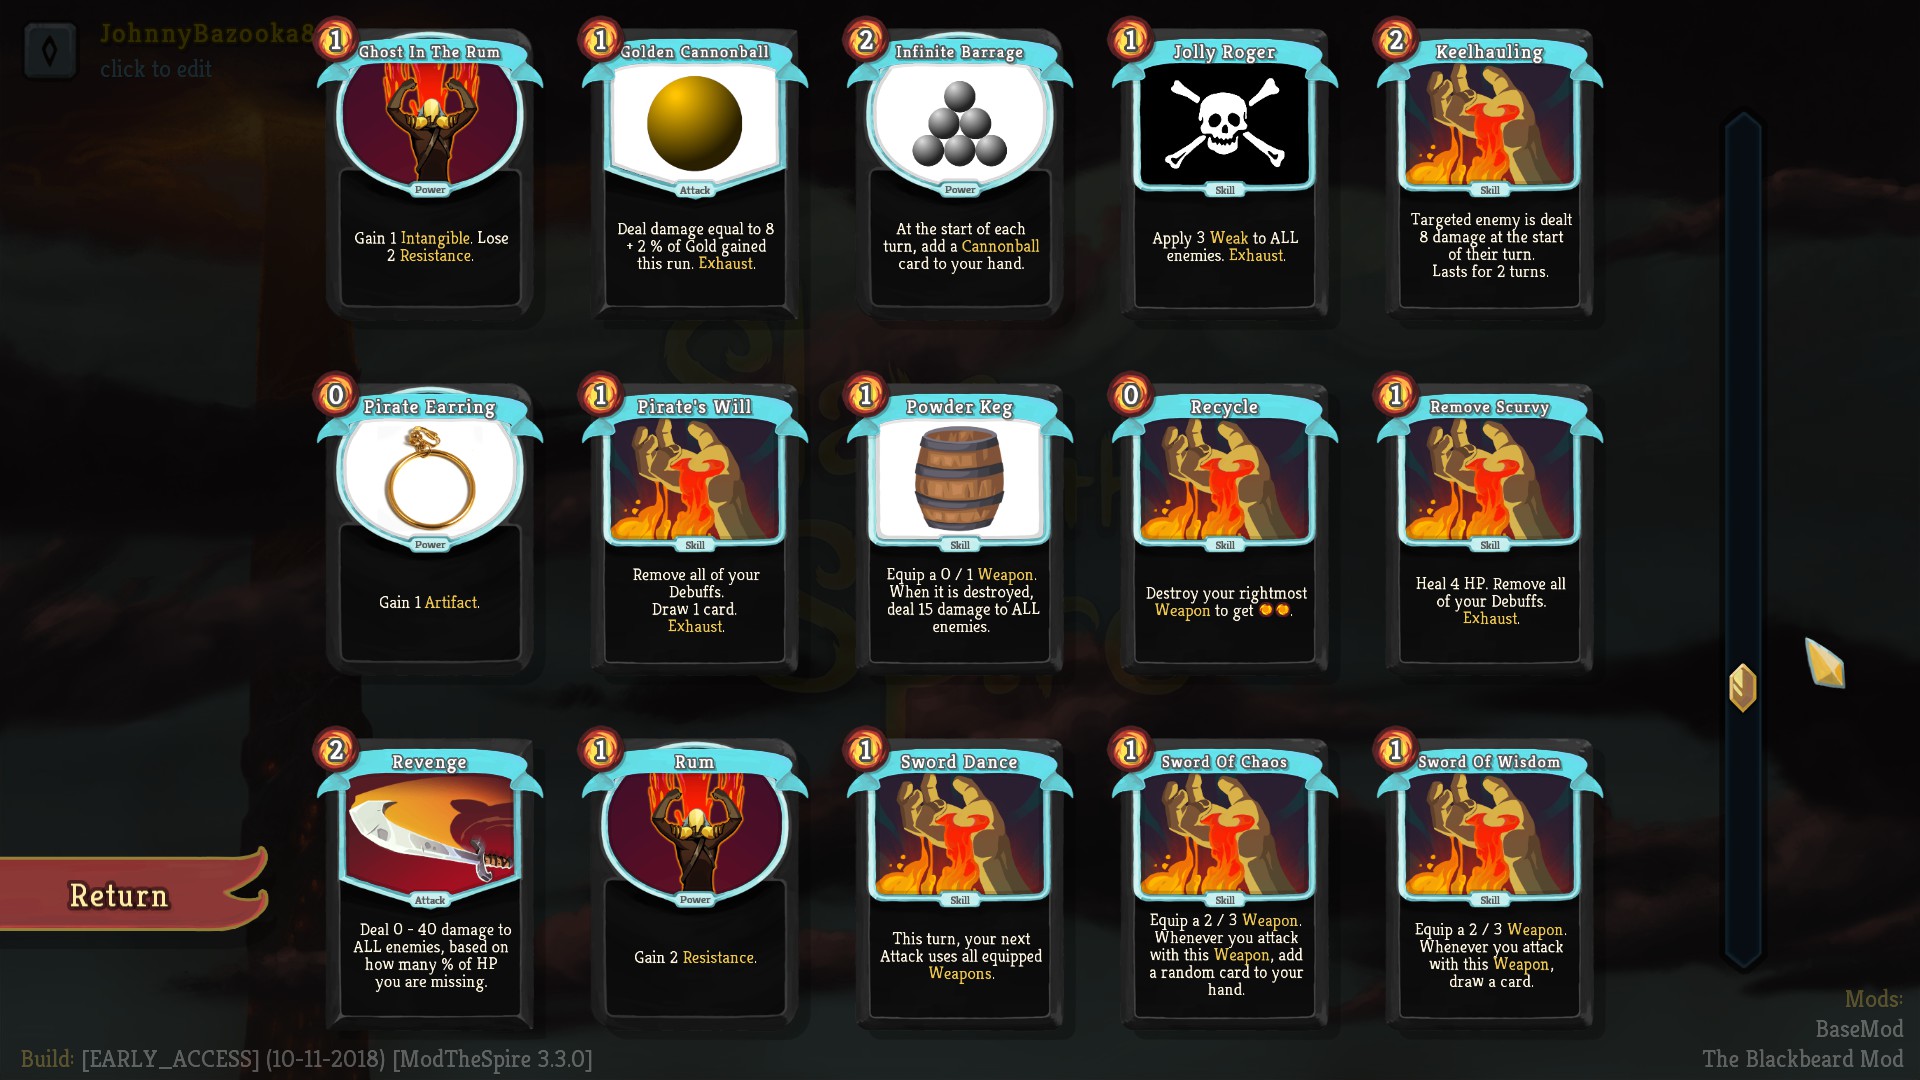 JohnnyBazooka8
click to edit
1
Ghost In The Rum
Power
Gain 1 Intangible. Lose
2 Resistance.
1
Golden Cannonball
Attack
Deal damage equal to 8
+ 2 % of Gold gained
this run. Exhaust.
2
Infinite Barrage
Power
At the start of each
turn, add a Cannonball
card to your hand.
1
Jolly Roger
Skill
Apply 3 Weak to ALL
enemies. Exhaust.
2
Keelhauling
Skill
Targeted enemy is dealt
8 damage at the start
of their turn.
Lasts for 2 turns.
0
Pirate Earring
Power
Gain 1 Artifact.
1
Pirate's Will
Skill
Remove all of your
Debuffs.
Draw 1 card.
Exhaust.
1
Powder Keg
Skill
Equip a 0 / 1 Weapon.
When it is destroyed,
deal 15 damage to ALL
enemies.
0
Recycle
Skill
Destroy your rightmost
Weapon to get .
1
Remove Scurvy
Skill
Heal 4 HP. Remove all
of your Debuffs.
Exhaust.
2
Revenge
Attack
Deal 0 - 40 damage to
ALL enemies, based on
how many % of HP
you are missing.
1
Rum
Power
Gain 2 Resistance.
1
Sword Dance
Skill
This turn, your next
Attack uses all equipped
Weapons.
1
Sword Of Chaos
Skill
Equip a 2 / 3 Weapon.
Whenever you attack
with this Weapon, add
a random card to your
hand.
1
Sword Of Wisdom
Skill
Equip a 2 / 3 Weapon.
Whenever you attack
with this Weapon,
draw a card.
Return
Mods:
BaseMod
The Blackbeard Mod
Build: [EARLY_ACCESS] (10-11-2018) [ModTheSpire 3.3.0]